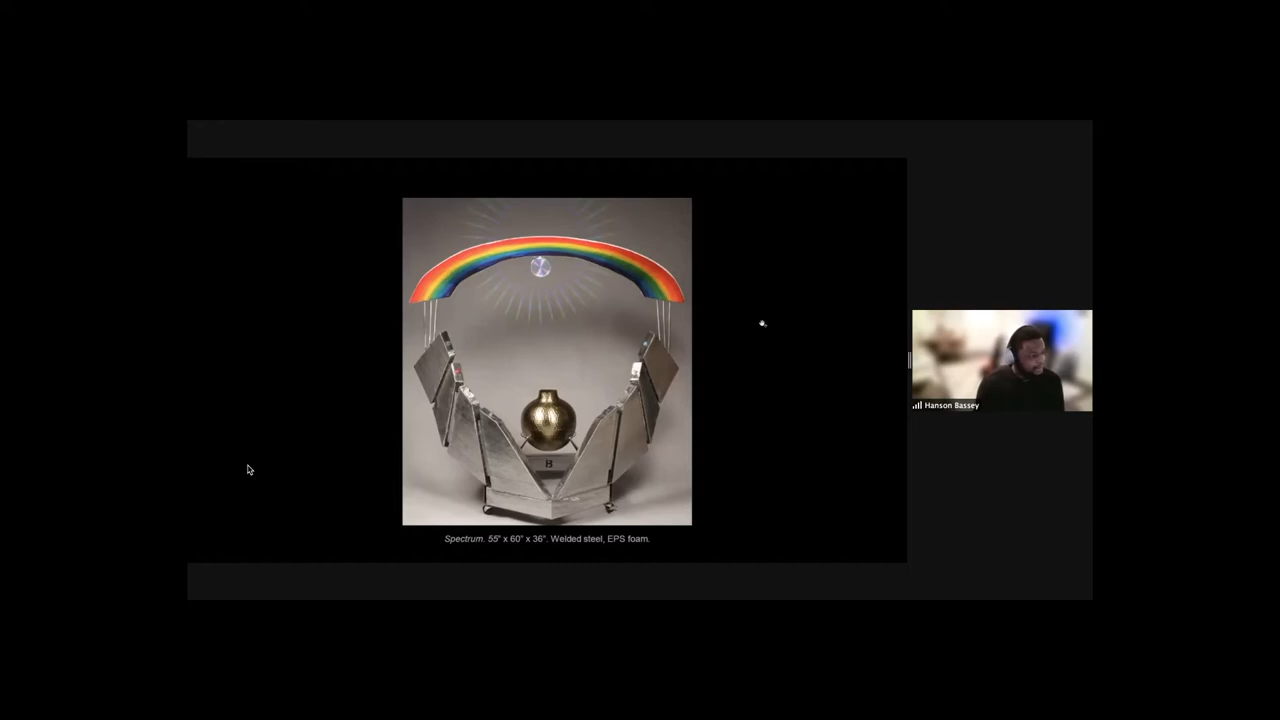 B
Spectrum. 55" x 60" x 36". Welded steel, EPS foam.
Hanson Bassey